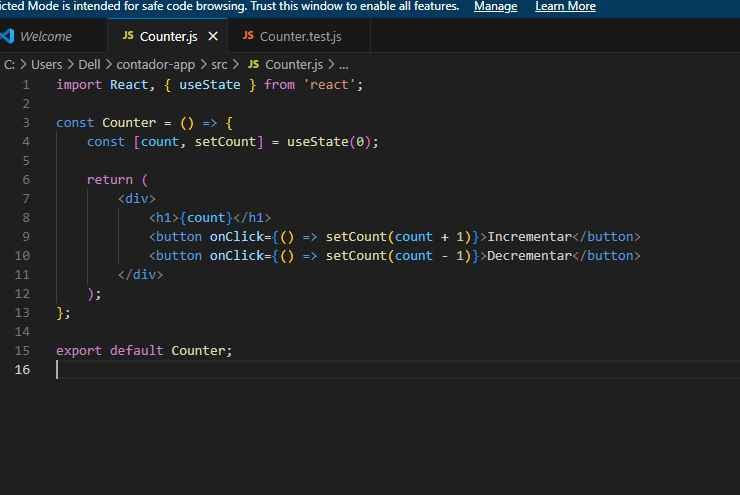 icted Mode is intended for safe code browsing. Trust this window to enable all features. Manage Learn More
Welcome JS Counter.js × JS Counter.test.js
C: > Users > Dell > contador-app > src > JS Counter.js > ...
1 import React, { useState } from 'react';
2
3 const Counter = () => {
4     const [count, setCount] = useState(0);
5
6     return (
7         <div>
8             <h1>{count}</h1>
9             <button onClick={() => setCount(count + 1)}>Incrementar</button>
10             <button onClick={() => setCount(count - 1)}>Decrementar</button>
11         </div>
12     );
13 };
14
15 export default Counter;
16